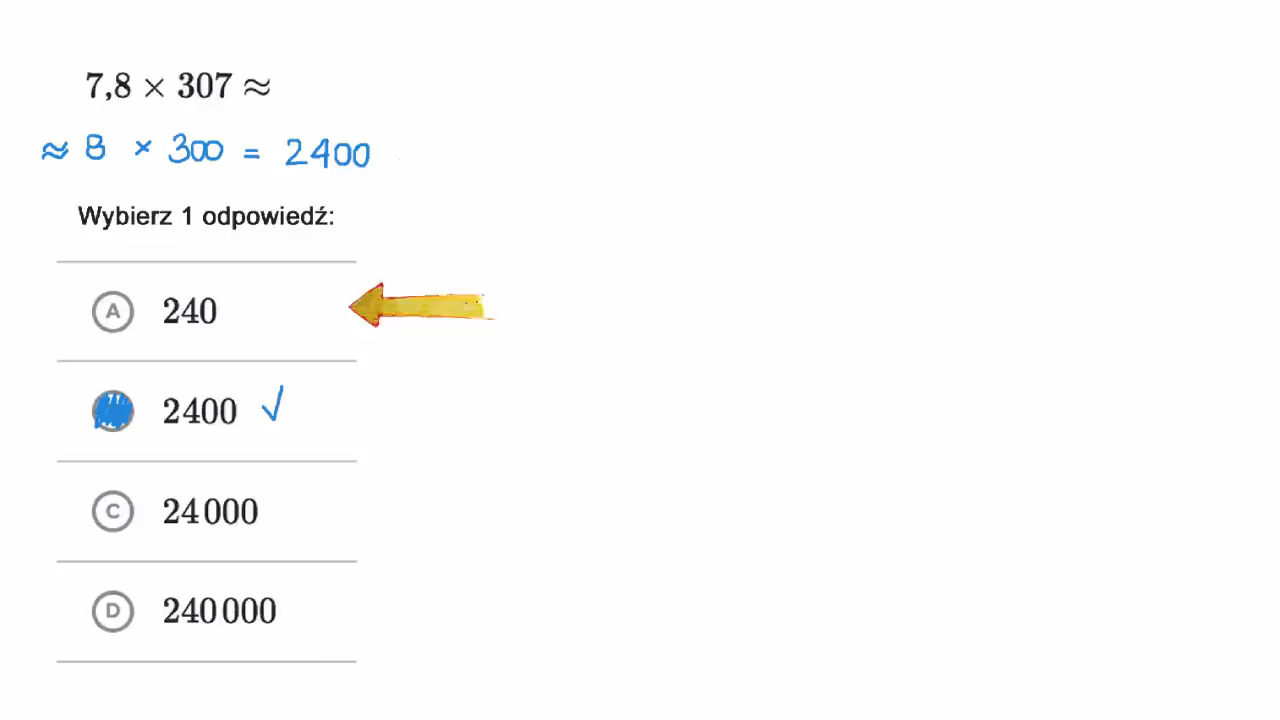 7,8 × 307 ≈
≈ 8 × 300 = 2400
Wybierz 1 odpowiedź:
A 240
2400 √
C 24 000
D 240 000